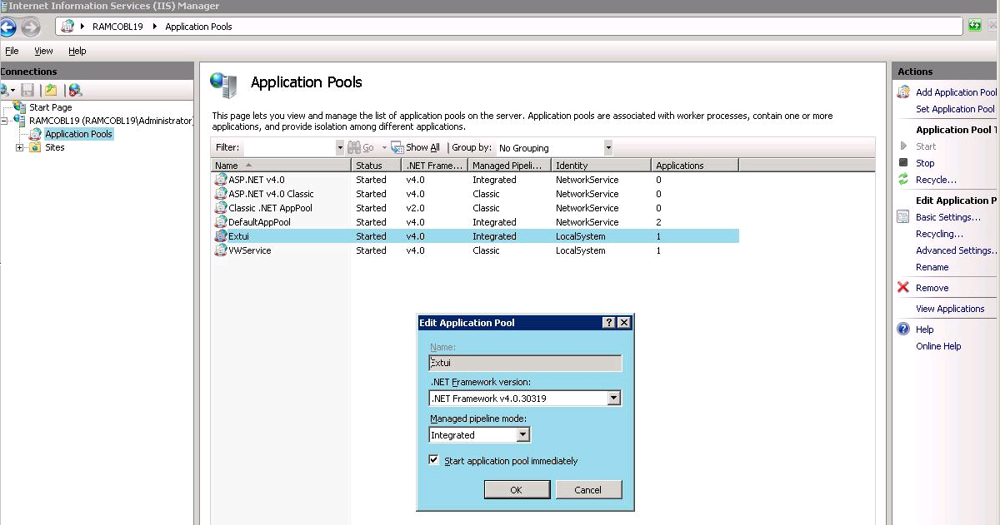 Internet Information Services (IIS) Manager
RAMCOBL19 Application Pools
File View Help
Connections
Start Page
RAMCOBL19 (RAMCOBL19\Administrator
Application Pools
Sites
Application Pools
This page lets you view and manage the list of application pools on the server. Application pools are associated with worker processes, contain one or more
applications, and provide isolation among different applications.
Filter: Go Show All Group by: No Grouping
Name Status .NET Frame... Managed Pipeli... Identity Applications
ASP.NET v4.0 Started v4.0 Integrated NetworkService 0
ASP.NET v4.0 Classic Started v4.0 Classic NetworkService 0
Classic .NET AppPool Started v2.0 Classic NetworkService 0
DefaultAppPool Started v4.0 Integrated NetworkService 2
Extui Started v4.0 Integrated LocalSystem 1
VWService Started v4.0 Classic LocalSystem 1
Edit Application Pool ?
Name:
Extui
.NET Framework version:
.NET Framework v4.0.30319
Managed pipeline mode:
Integrated
Start application pool immediately
OK Cancel
Actions
Add Application Pool
Set Application Pool
Application Pool T
Start
Stop
Recycle...
Edit Application P
Basic Settings...
Recycling...
Advanced Settings..
Rename
Remove
View Applications
Help
Online Help